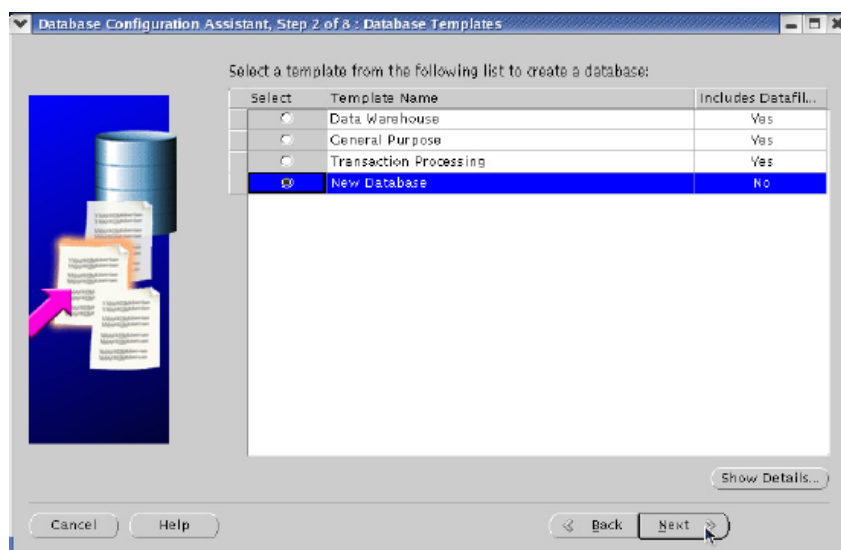 Database Configuration Assistant, Step 2 of 8 : Database Templates
Select a template from the following list to create a database:
Select Template Name Includes Datafil...
Data Warehouse Yes
General Purpose Yes
Transaction Processing Yes
New Database No
Show Details...
Cancel Help Back Next